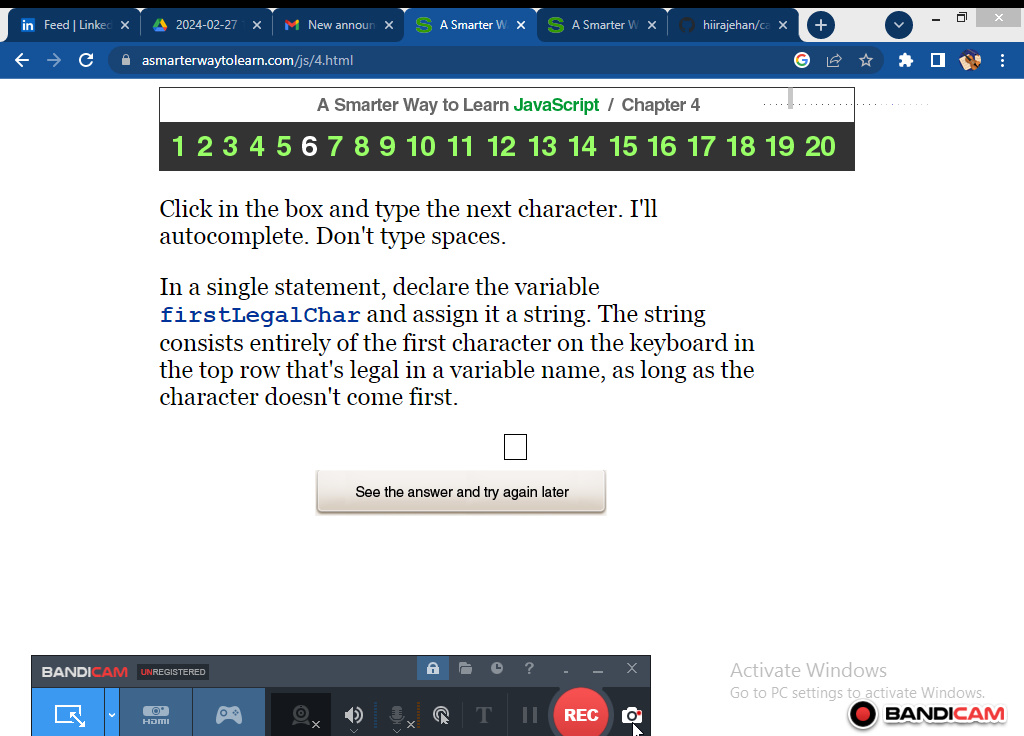 Feed | Linked
2024-02-27
New announ
A Smarter W
A Smarter W
hiirajehan/ca
asmarterwaytolearn.com/js/4.html
A Smarter Way to Learn JavaScript / Chapter 4
1 2 3 4 5 6 7 8 9 10 11 12 13 14 15 16 17 18 19 20
Click in the box and type the next character. I'll
autocomplete. Don't type spaces.
In a single statement, declare the variable
firstLegalChar and assign it a string. The string
consists entirely of the first character on the keyboard in
the top row that's legal in a variable name, as long as the
character doesn't come first.
See the answer and try again later
BANDICAM UNREGISTERED
HDMI
REC
Activate Windows
Go to PC settings to activate Windows.
BANDICAM